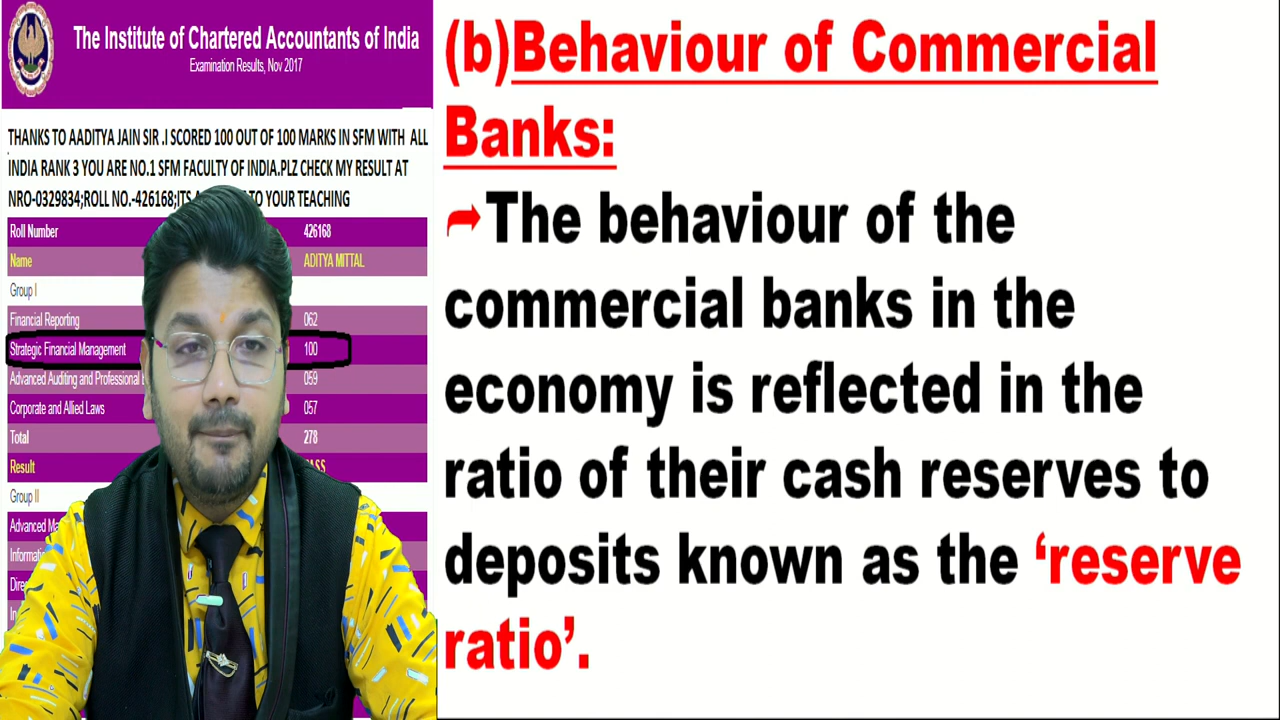 The Institute of Chartered Accountants of India
Examination Results, Nov 2017
THANKS TO AADITYA JAIN SIR .I SCORED 100 OUT OF 100 MARKS IN SFM WITH ALL
INDIA RANK 3 YOU ARE NO.1 SFM FACULTY OF INDIA.PLZ CHECK MY RESULT AT
NRO-0329834;ROLL NO.-426168;ITS TO YOUR TEACHING
Roll Number 426168
Name ADITYA MITTAL
Group I
Financial Reporting 062
Strategic Financial Management 100
Advanced Auditing and Professional 059
Corporate and Allied Laws 057
Total 278
Result
Group II
Advanced
(b)Behaviour of Commercial
Banks:
➦The behaviour of the
commercial banks in the
economy is reflected in the
ratio of their cash reserves to
deposits known as the ‘reserve
ratio’.